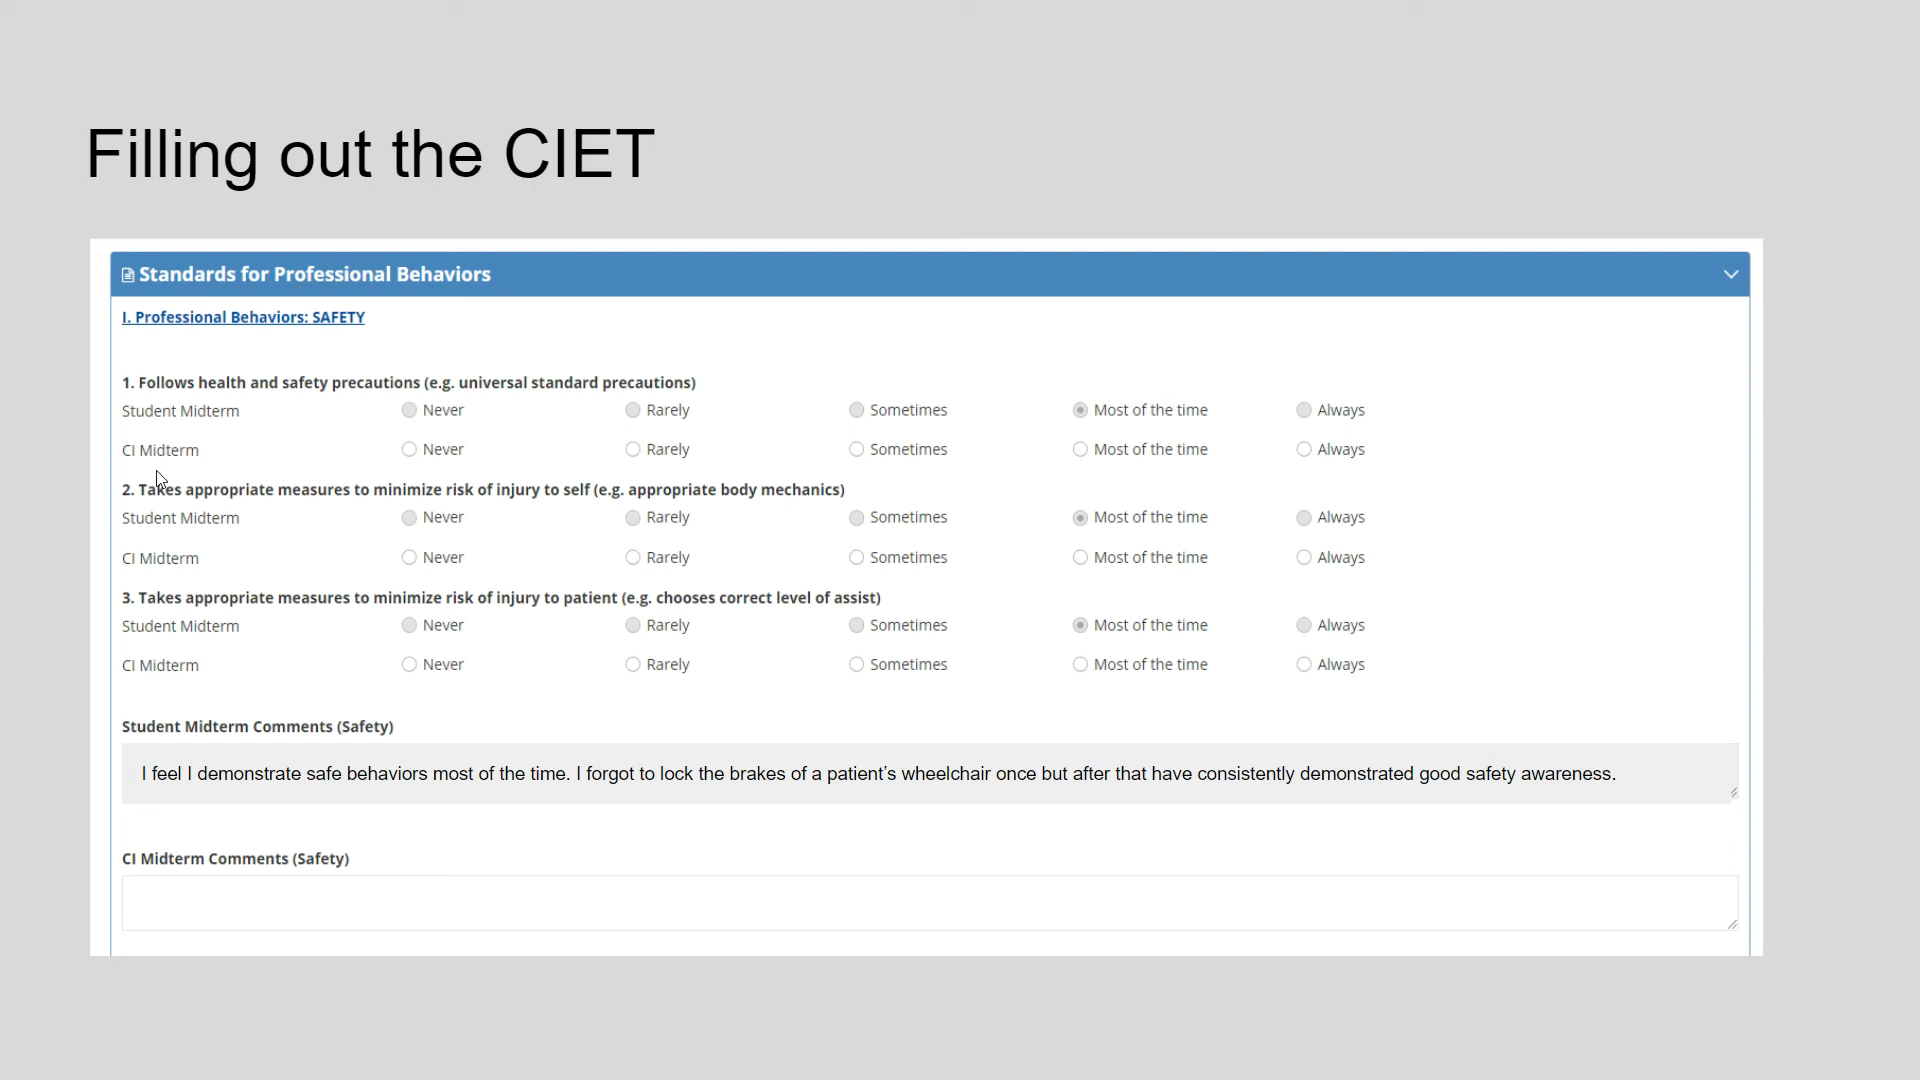 Filling out the CIET
Standards for Professional Behaviors
I. Professional Behaviors: SAFETY
1. Follows health and safety precautions (e.g. universal standard precautions)
Student Midterm Never Rarely Sometimes Most of the time Always
CI Midterm Never Rarely Sometimes Most of the time Always
2. Takes appropriate measures to minimize risk of injury to self (e.g. appropriate body mechanics)
Student Midterm Never Rarely Sometimes Most of the time Always
CI Midterm Never Rarely Sometimes Most of the time Always
3. Takes appropriate measures to minimize risk of injury to patient (e.g. chooses correct level of assist)
Student Midterm Never Rarely Sometimes Most of the time Always
CI Midterm Never Rarely Sometimes Most of the time Always
Student Midterm Comments (Safety)
I feel I demonstrate safe behaviors most of the time. I forgot to lock the brakes of a patient’s wheelchair once but after that have consistently demonstrated good safety awareness.
CI Midterm Comments (Safety)